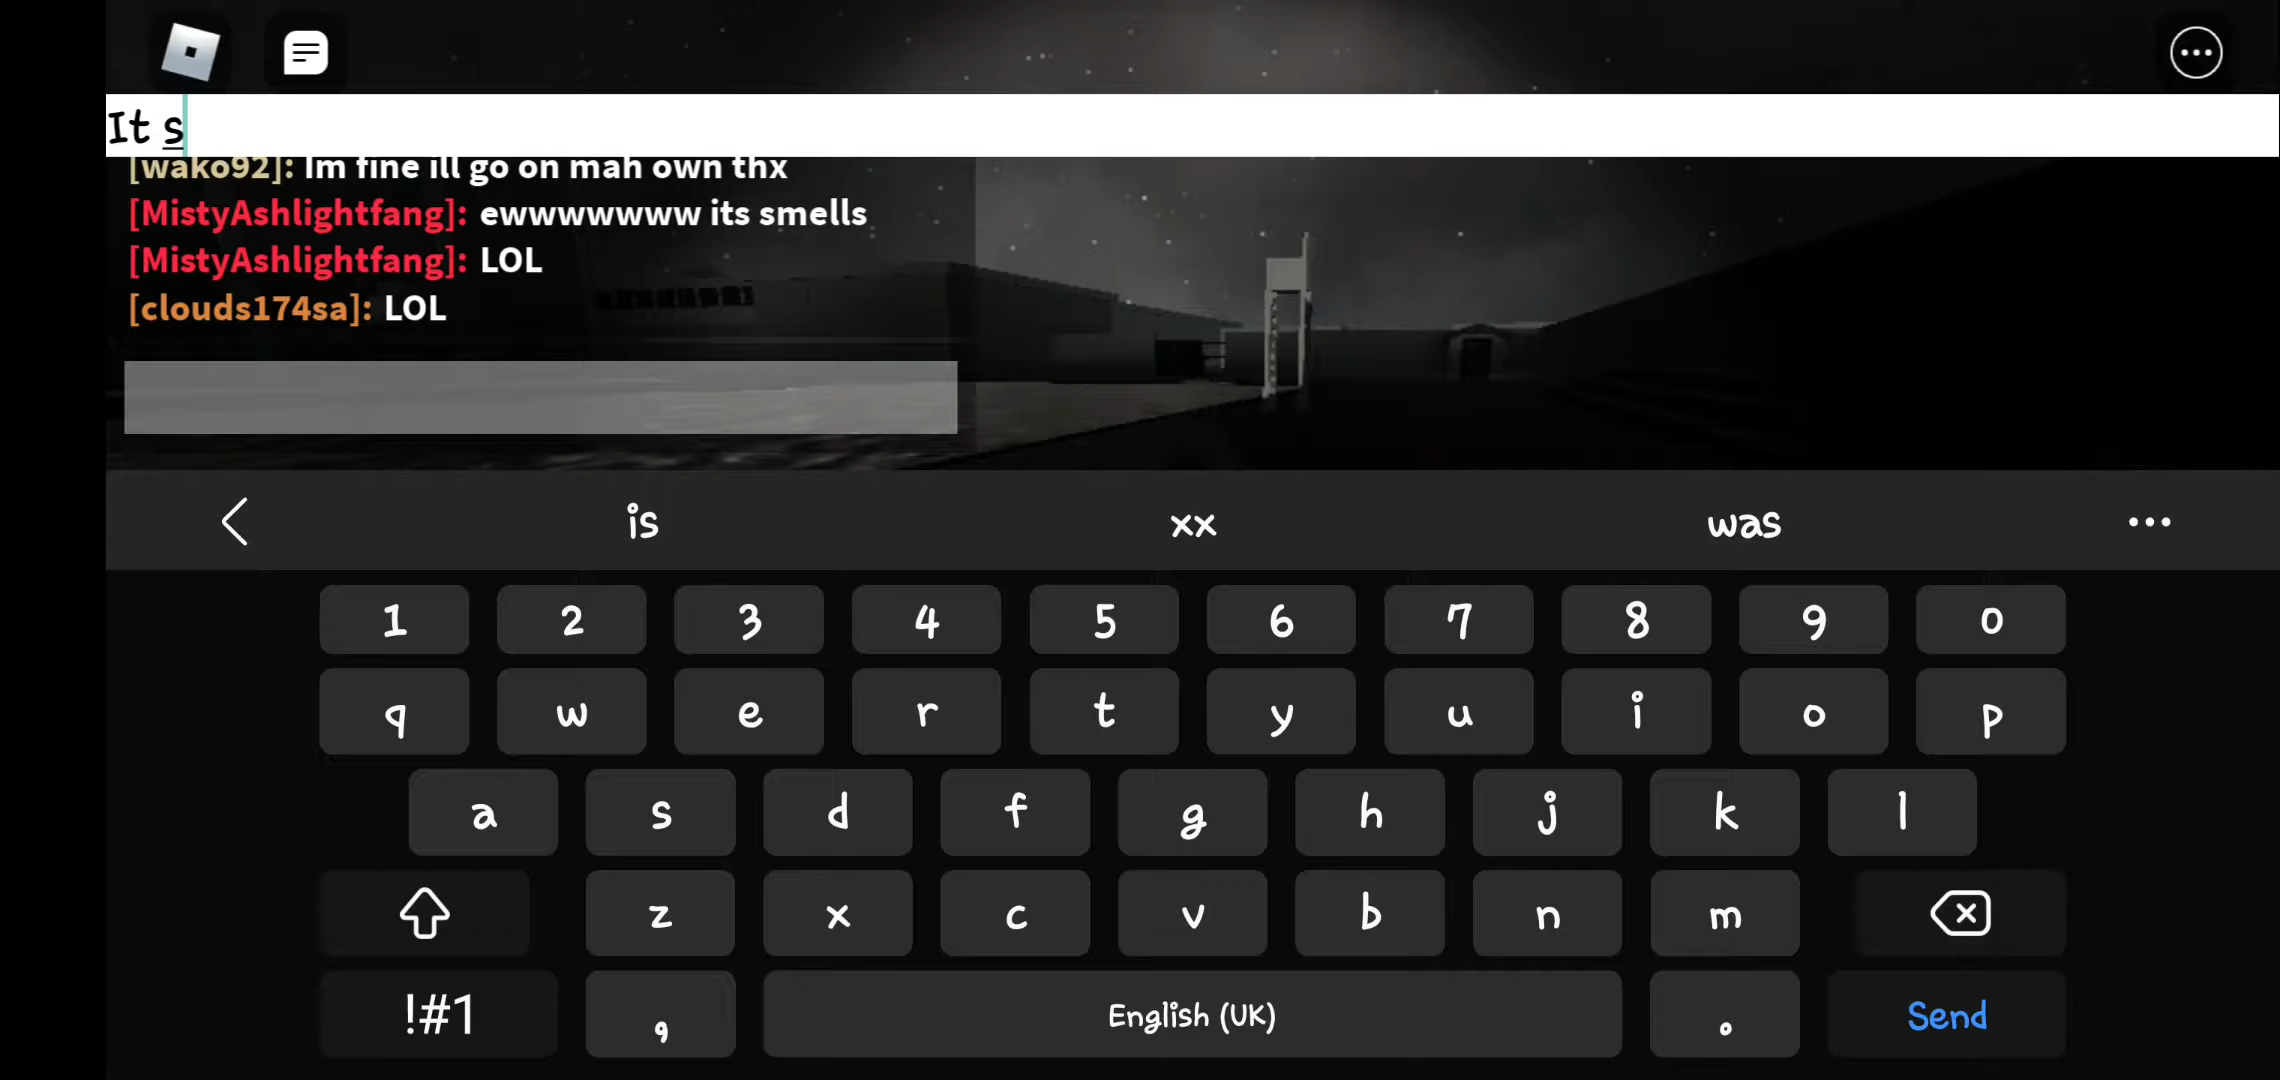 It s
[wako92]: Im fine ill go on mah own thx
[MistyAshlightfang]: ewwwwwww its smells
[MistyAshlightfang]: LOL
[clouds174sa]: LOL
is xx was
1 2 3 4 5 6 7 8 9 0
q w e r t y u i o p
a s d f g h j k l
z x c v b n m
!#1 , English (UK) . Send